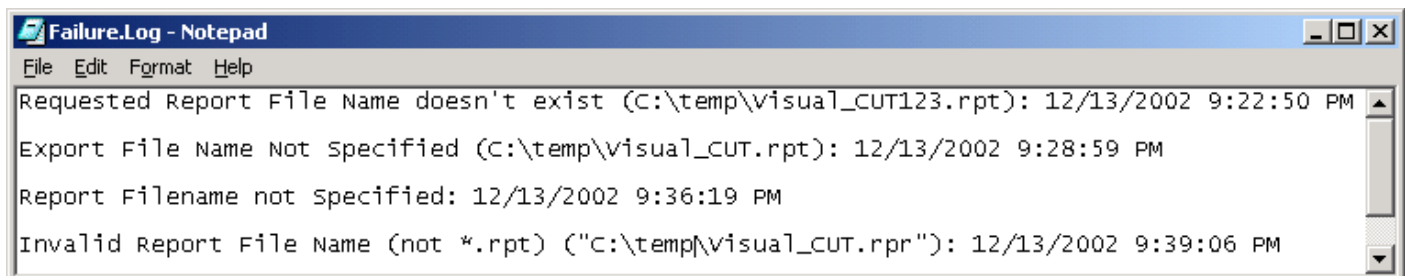 Failure.Log - Notepad
File Edit Format Help
Requested Report File Name doesn't exist (C:\temp\Visual_CUT123.rpt): 12/13/2002 9:22:50 PM
Export File Name Not Specified (C:\temp\Visual_CUT.rpt): 12/13/2002 9:28:59 PM
Report Filename not Specified: 12/13/2002 9:36:19 PM
Invalid Report File Name (not *.rpt) ("C:\temp\Visual_CUT.rpr"): 12/13/2002 9:39:06 PM